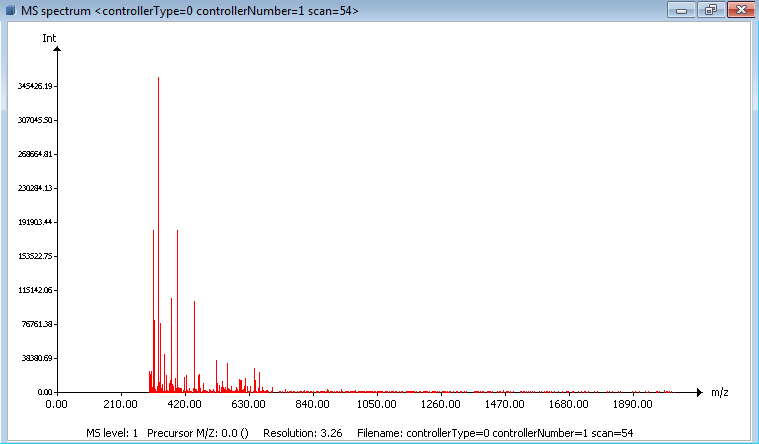 MS spectrum <controllerType=0 controllerNumber=1 scan=54>
Int
345426.19
307045.50
268664.81
230284.13
191903.44
153522.75
115142.06
76761.38
38380.69
0.00
0.00 210.00 420.00 630.00 840.00 1050.00 1260.00 1470.00 1680.00 1890.00 m/z
MS level: 1 Precursor M/Z: 0.0 () Resolution: 3.26 Filename: controllerType=0 controllerNumber=1 scan=54